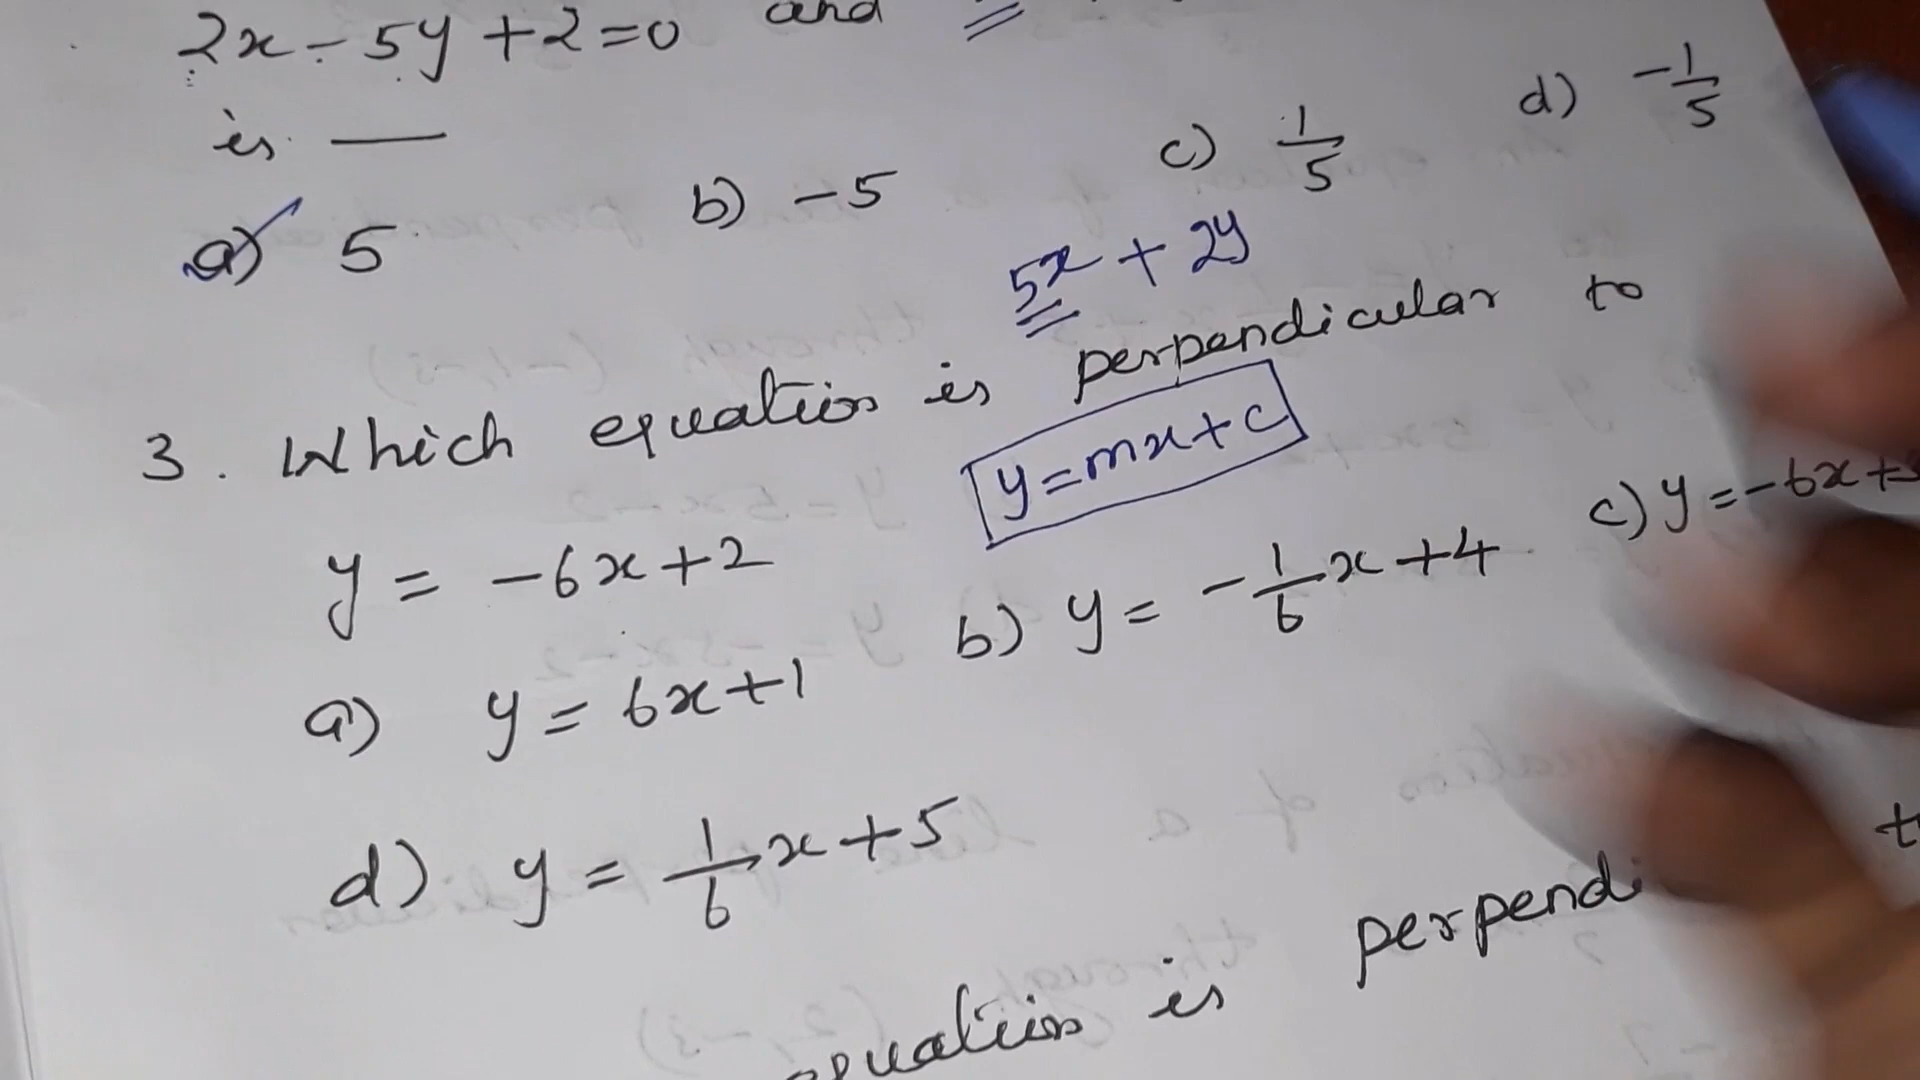 2x - 5y + 2 = 0 and
is —
a) 5 b) -5 c) 1/5 d) -1/5
5x + 2y
3. Which equation is perpendicular to
y = mx + c
y = -6x + 2
a) y = 6x + 1 b) y = -1/6 x + 4 c) y = -6x +
d) y = 1/6 x + 5
equation is perpendi